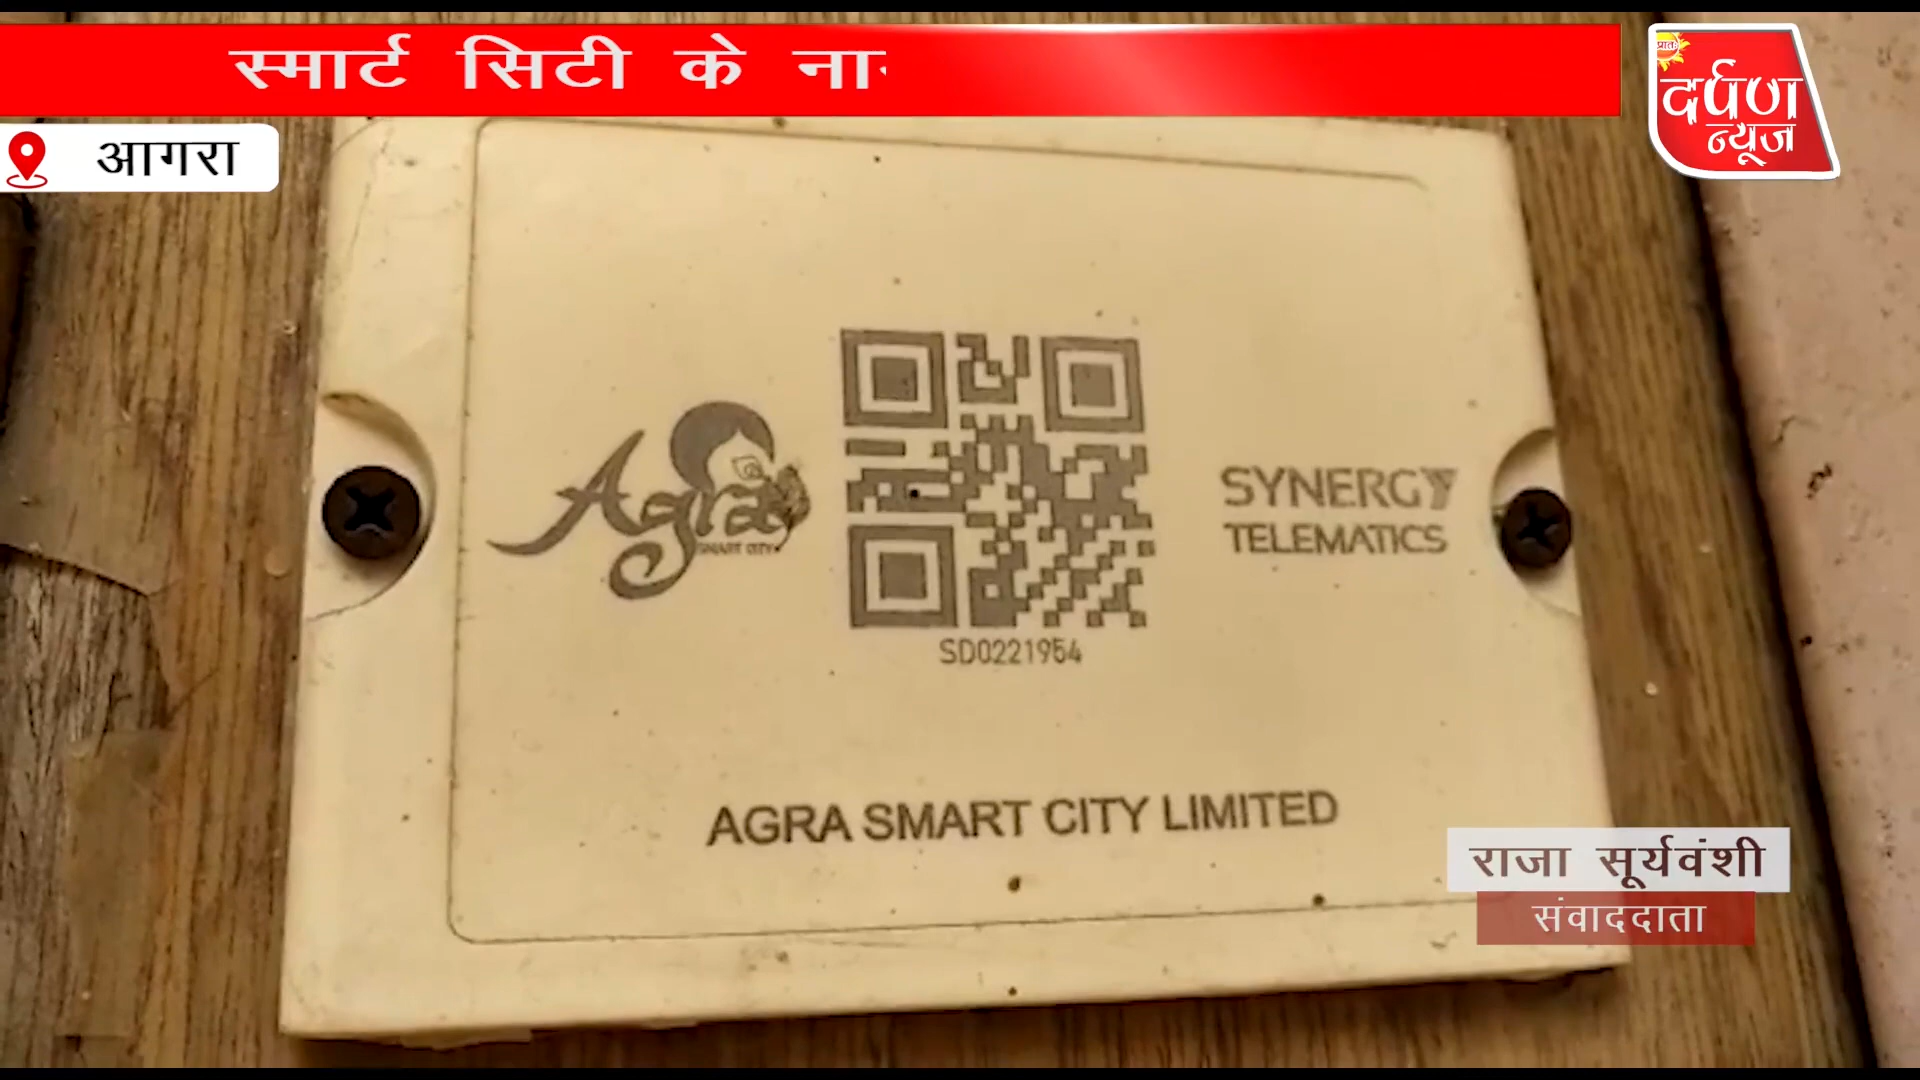 स्मार्ट सिटी के
प्रातः
दर्पण
न्यूज
आगरा
Agra
SMART CITY
SYNERGY
TELEMATICS
SD0221954
AGRA SMART CITY LIMITED
राजा सूर्यवंशी
संवाददाता